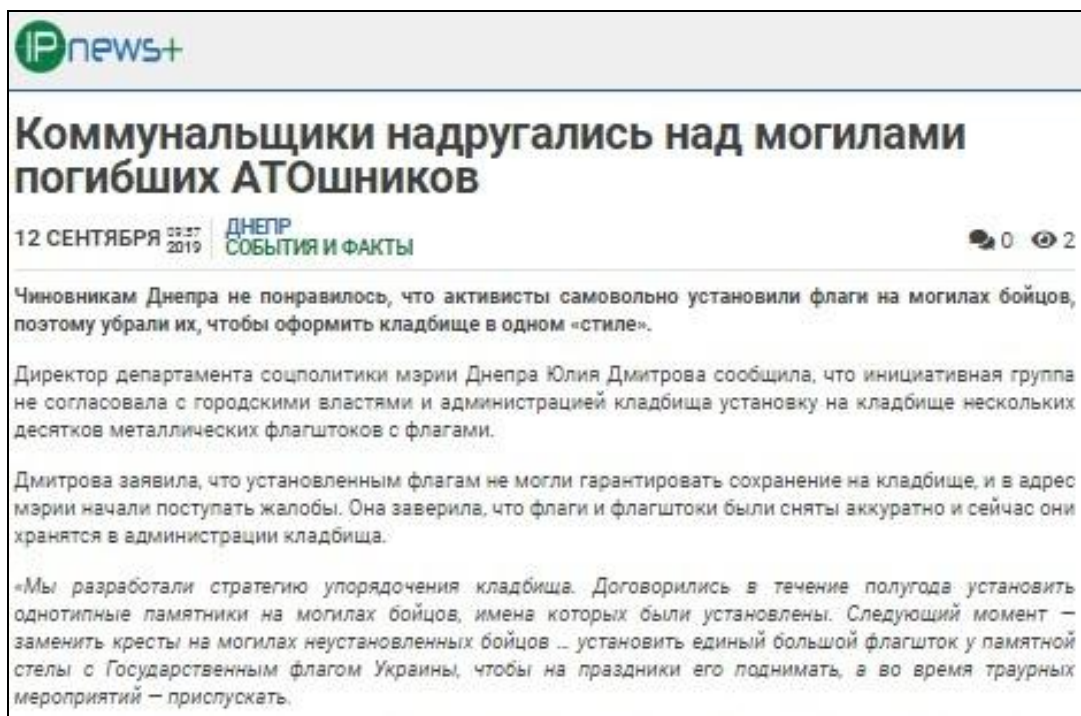 IPnews+
Коммунальщики надругались над могилами
погибших АТОшников
12 СЕНТЯБРЯ 09:37 2019 ДНЕПР
СОБЫТИЯ И ФАКТЫ
0 2
Чиновникам Днепра не понравилось, что активисты самовольно установили флаги на могилах бойцов,
поэтому убрали их, чтобы оформить кладбище в одном «стиле».
Директор департамента соцполитики мэрии Днепра Юлия Дмитрова сообщила, что инициативная группа
не согласовала с городскими властями и администрацией кладбища установку на кладбище нескольких
десятков металлических флагштоков с флагами.
Дмитрова заявила, что установленным флагам не могли гарантировать сохранение на кладбище, и в адрес
мэрии начали поступать жалобы. Она заверила, что флаги и флагштоки были сняты аккуратно и сейчас они
хранятся в администрации кладбища.
«Мы разработали стратегию упорядочения кладбища. Договорились в течение полугода установить
однотипные памятники на могилах бойцов, имена которых были установлены. Следующий момент —
заменить кресты на могилах неустановленных бойцов … установить единый большой флагшток у памятной
стелы с Государственным флагом Украины, чтобы на праздники его поднимать, а во время траурных
мероприятий — приспускать.